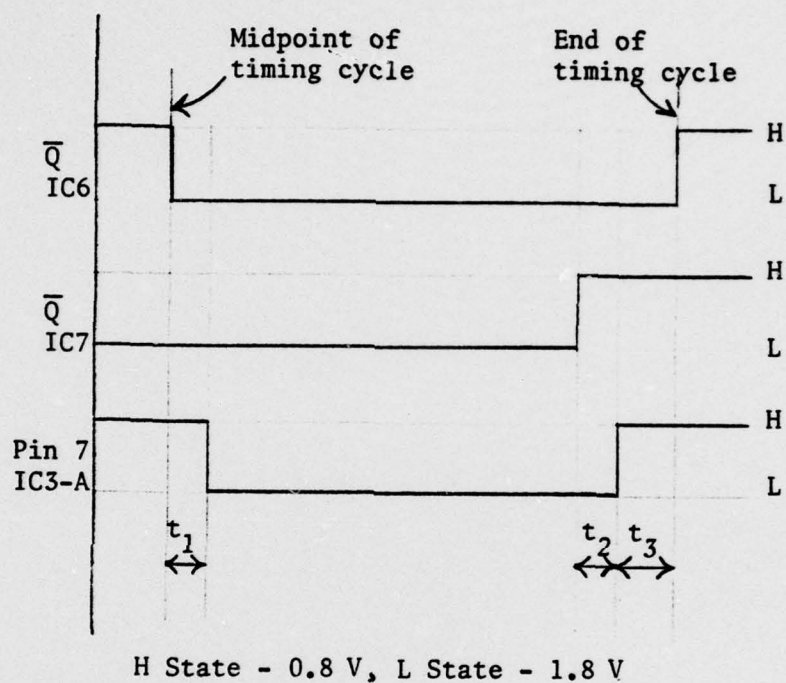 Midpoint of
timing cycle
End of
timing cycle
Q̅
IC6
H
L
Q̅
IC7
H
L
Pin 7
IC3-A
H
L
t₁
t₂
t₃
H State - 0.8 V, L State - 1.8 V